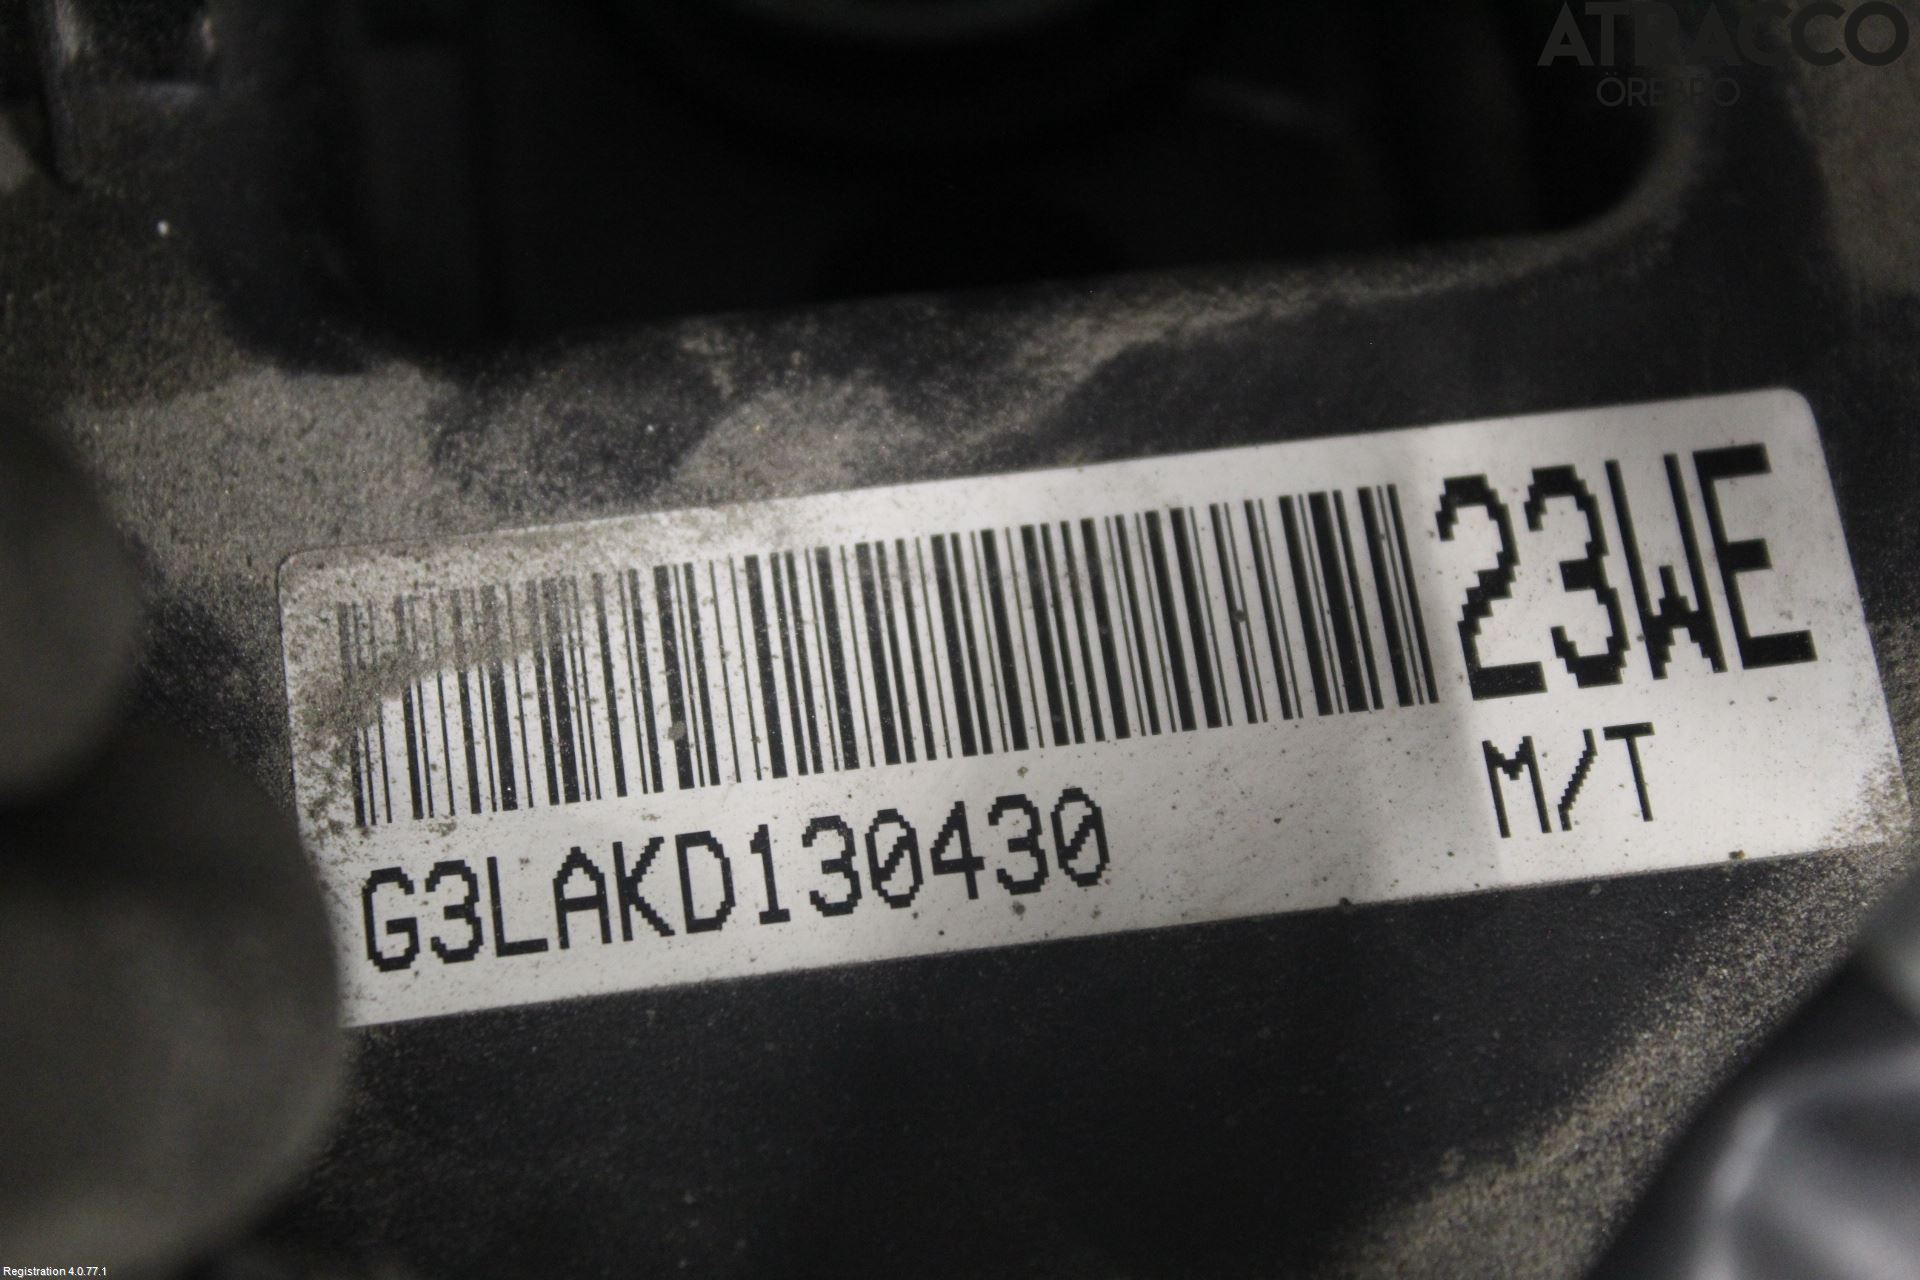 ATRACCO
ÖREBRO
23WE
M/T
G3LAKD130430
Registration 4.0.77.1